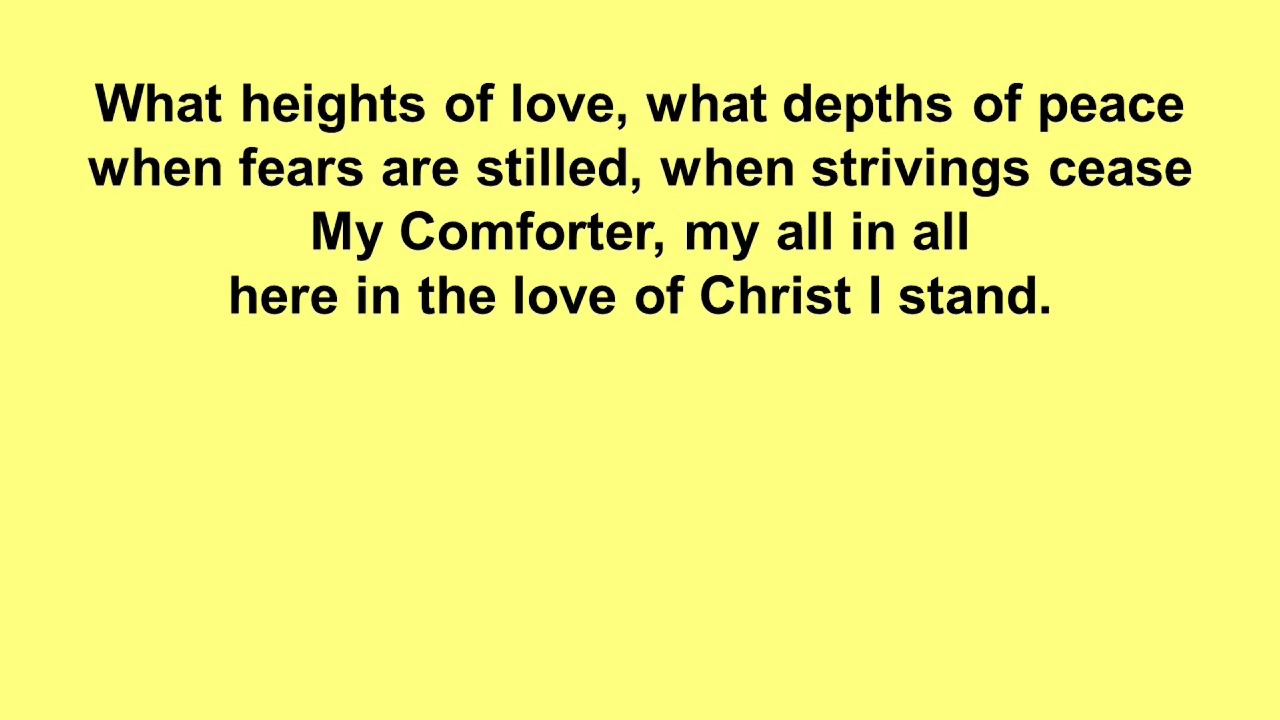 What heights of love, what depths of peace
when fears are stilled, when strivings cease
My Comforter, my all in all
here in the love of Christ I stand.